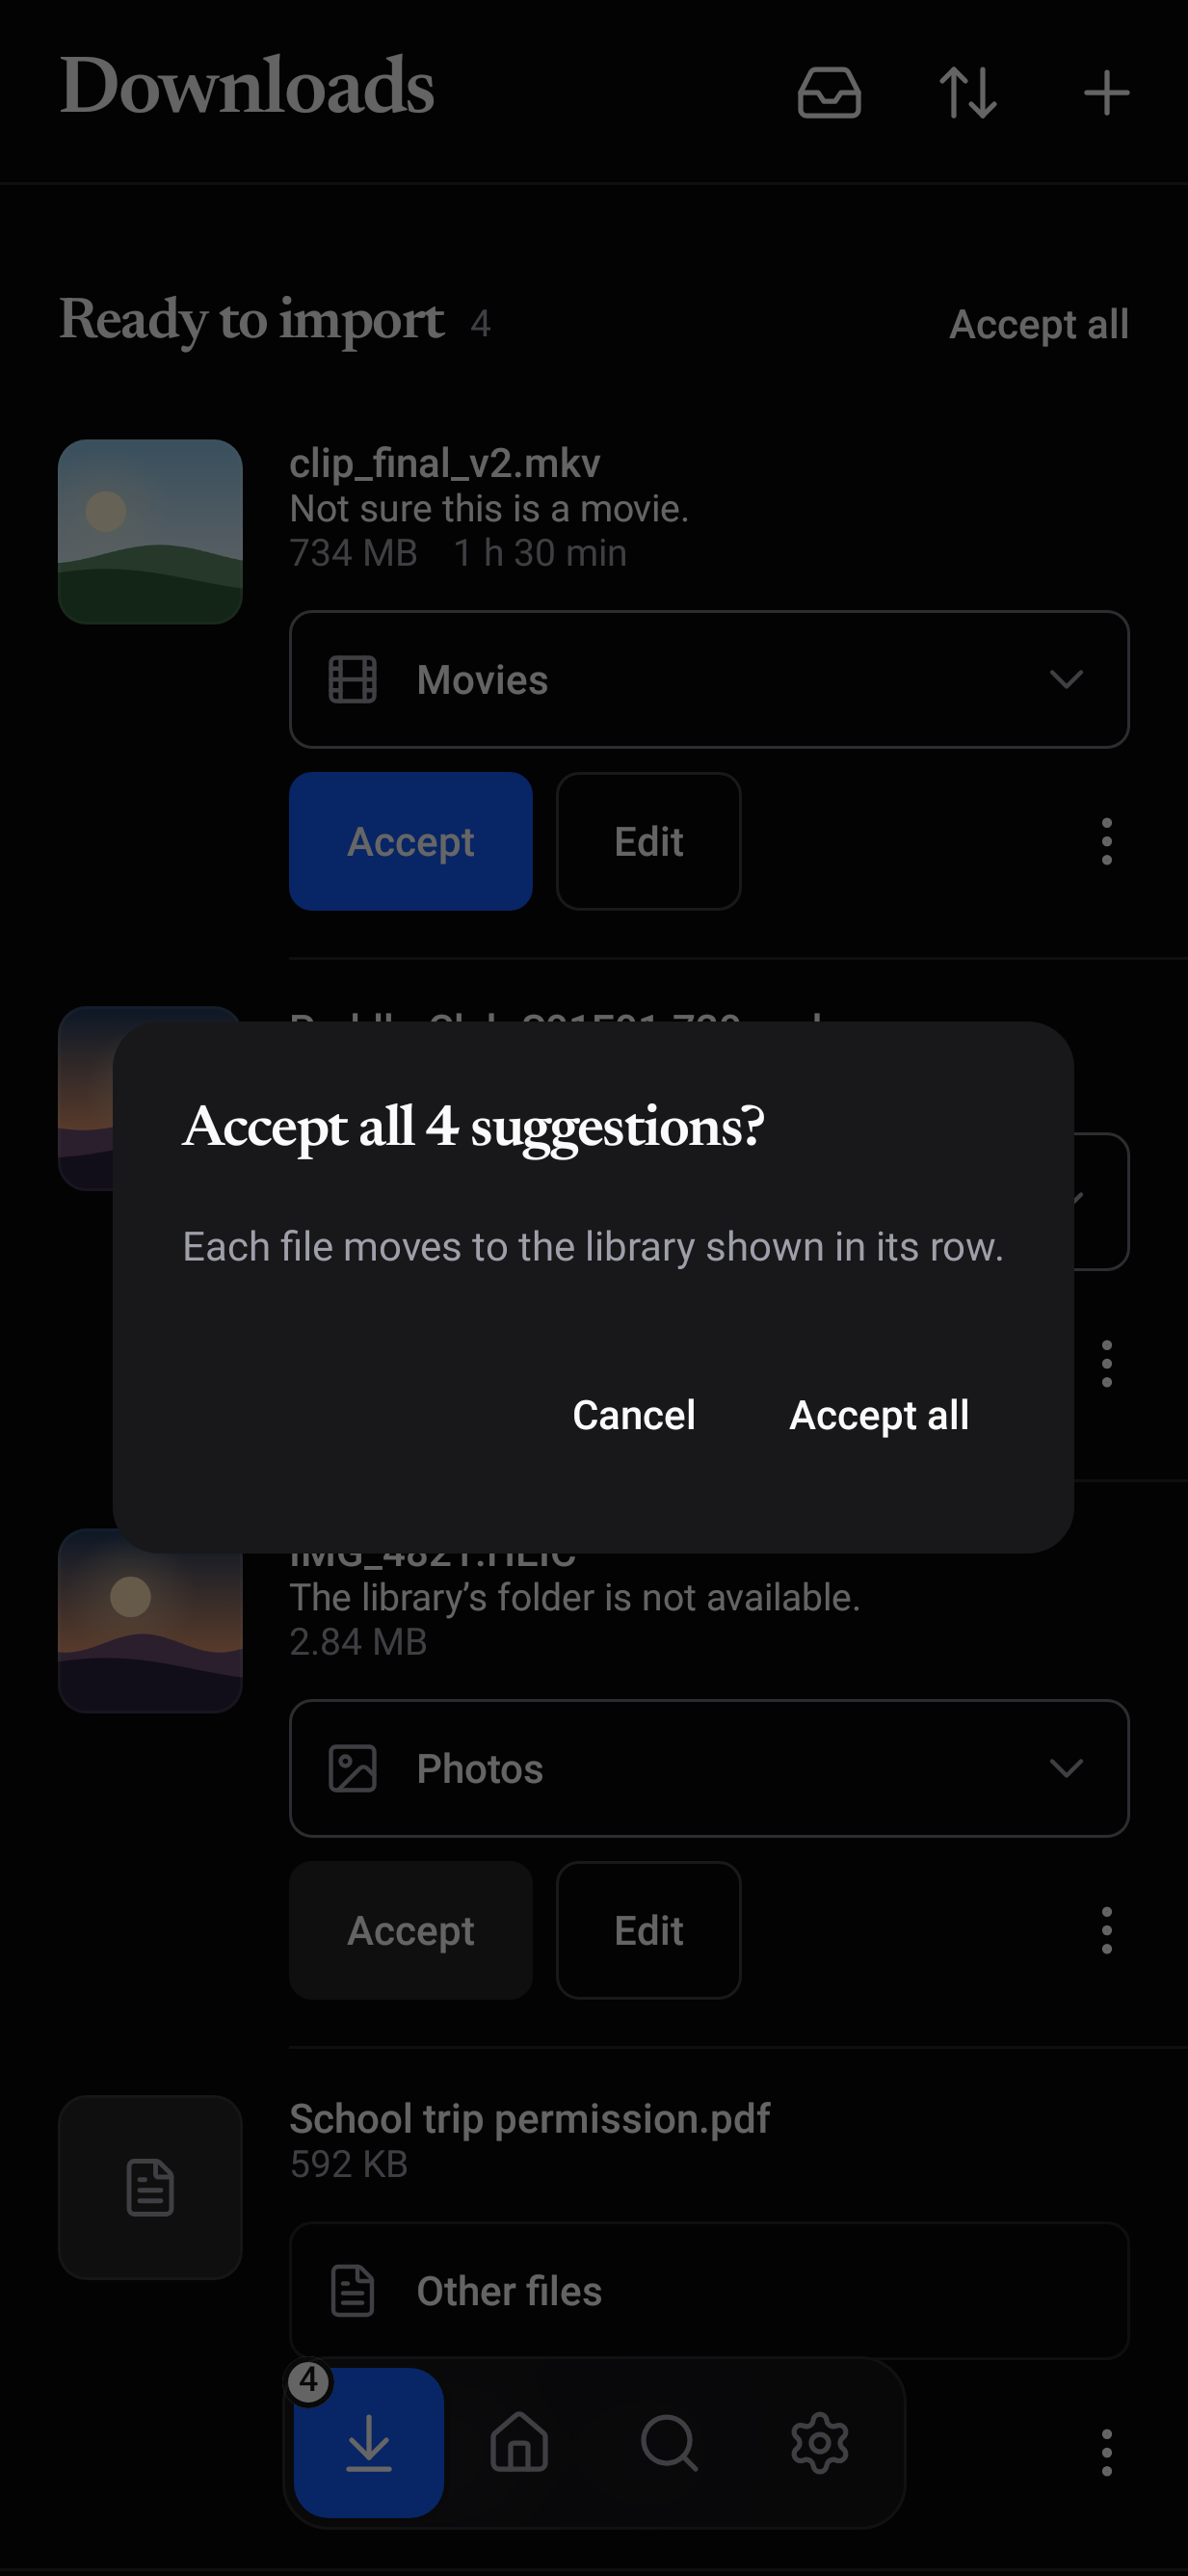 Downloads
Ready to import 4
Accept all
clip_final_v2.mkv
Not sure this is a movie.
734 MB 1 h 30 min
Movies
Accept Edit
Accept all 4 suggestions?
Each file moves to the library shown in its row.
Cancel Accept all
The library’s folder is not available.
2.84 MB
Photos
Accept Edit
School trip permission.pdf
592 KB
Other files
4